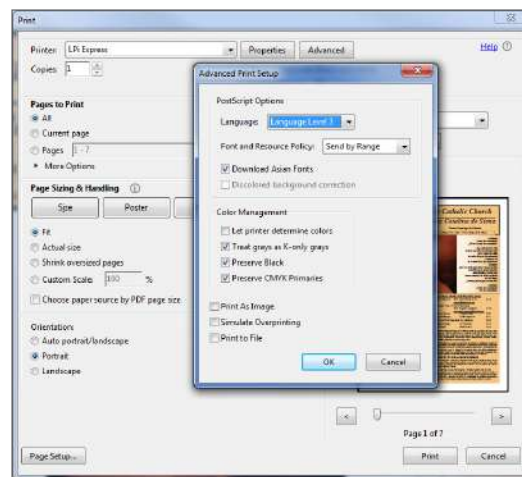 Print
Printer: LPi Express Properties Advanced Help
Copies: 1
Pages to Print
All
Current page
Pages 1 - 7
More Options
Page Sizing & Handling
Size Poster
Fit
Actual size
Shrink oversized pages
Custom Scale: 100 %
Choose paper source by PDF page size
Orientation:
Auto portrait/landscape
Portrait
Landscape
Page Setup...
Advanced Print Setup
PostScript Options
Language: Language Level 3
Font and Resource Policy: Send by Range
Download Asian Fonts
Discolored background correction
Color Management
Let printer determine colors
Treat grays as K-only grays
Preserve Black
Preserve CMYK Primaries
Print As Image
Simulate Overprinting
Print to File
OK Cancel
Catholic Church
de Siena
< >
Page 1 of 7
Print Cancel